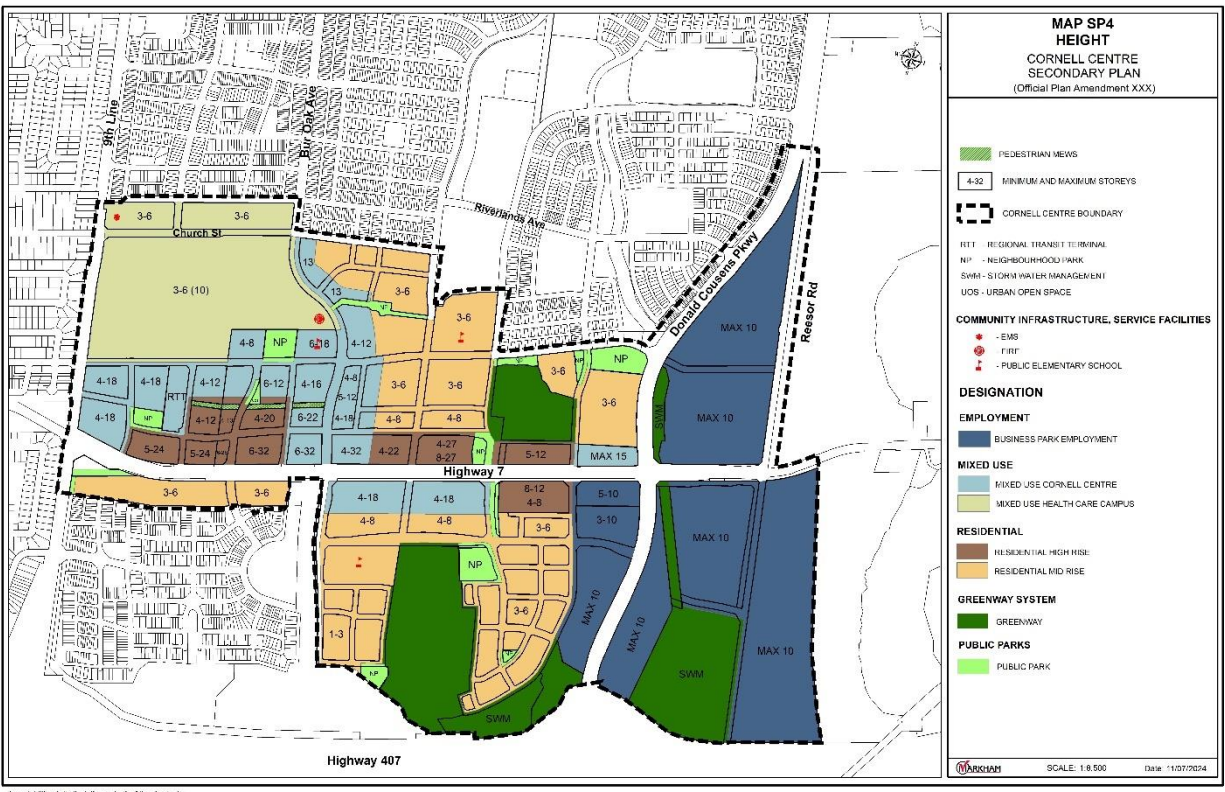 MAP SP4
HEIGHT
CORNELL CENTRE
SECONDARY PLAN
(Official Plan Amendment XXX)
PEDESTRIAN MEWS
4-32
MINIMUM AND MAXIMUM STOREYS
CORNELL CENTRE BOUNDARY
RTT - REGIONAL TRANSIT TERMINAL
NP - NEIGHBOURHOOD PARK
SWM - STORM WATER MANAGEMENT
UOS - URBAN OPEN SPACE
COMMUNITY INFRASTRUCTURE, SERVICE FACILITIES
- EMS
- FIRE
- PUBLIC ELEMENTARY SCHOOL
DESIGNATION
EMPLOYMENT
BUSINESS PARK EMPLOYMENT
MIXED USE
MIXED USE CORNELL CENTRE
MIXED USE HEALTH CARE CAMPUS
RESIDENTIAL
RESIDENTIAL HIGH RISE
RESIDENTIAL MID RISE
GREENWAY SYSTEM
GREENWAY
PUBLIC PARKS
PUBLIC PARK
MARKHAM
SCALE: 1:8,500
Date: 11/07/2024
9th Line
Bur Oak Ave
Riverlands Ave
Donald Cousens Pkwy
Reesor Rd
3-6
3-6
Church St
13
13
3-6
NP
3-6 (10)
3-6
MAX 10
4-8
NP
6-18
4-12
NP
4-18
4-18
RTT
4-12
6-12
4-16
4-8
5-12
3-6
3-6
3-6
3-6
MAX 10
SWM
4-18
NP
4-12
4-20
6-22
4-18
4-8
4-8
5-24
5-24
6-32
6-32
4-32
4-22
4-27
8-27
NP
5-12
MAX 15
Highway 7
3-6
3-6
4-18
4-18
8-12
4-8
5-10
4-8
4-8
3-6
3-10
MAX 10
NP
3-6
MAX 10
1-3
MAX 10
MAX 10
NP
SWM
SWM
Highway 407